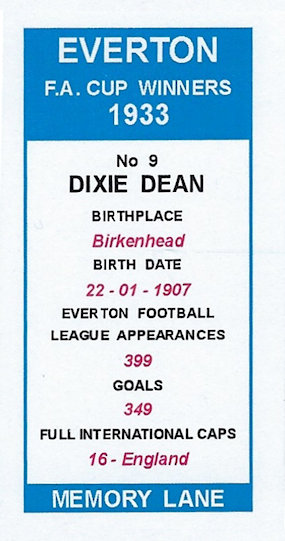 EVERTON
F.A. CUP WINNERS
1933
No 9
DIXIE DEAN
BIRTHPLACE
Birkenhead
BIRTH DATE
22 - 01 - 1907
EVERTON FOOTBALL
LEAGUE APPEARANCES
399
GOALS
349
FULL INTERNATIONAL CAPS
16 - England
MEMORY LANE